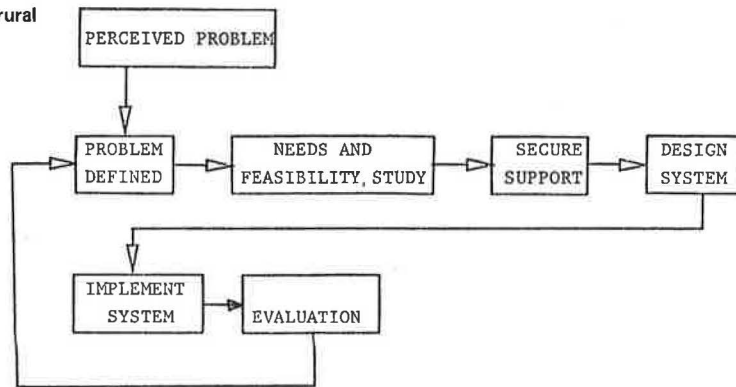 rural
PERCEIVED PROBLEM
PROBLEM
DEFINED
NEEDS AND
FEASIBILITY, STUDY
SECURE
SUPPORT
DESIGN
SYSTEM
IMPLEMENT
SYSTEM
EVALUATION